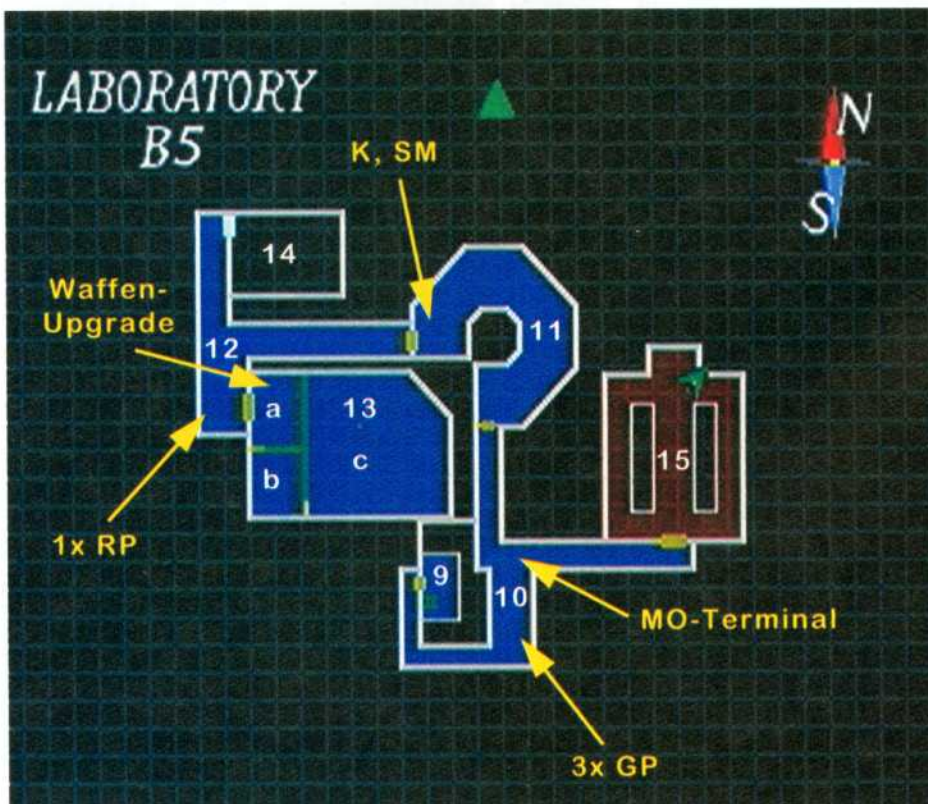 LABORATORY
B5
N
S
K, SM
14
Waffen-
Upgrade
11
12
a
13
15
b
c
1x RP
9
10
MO-Terminal
3x GP